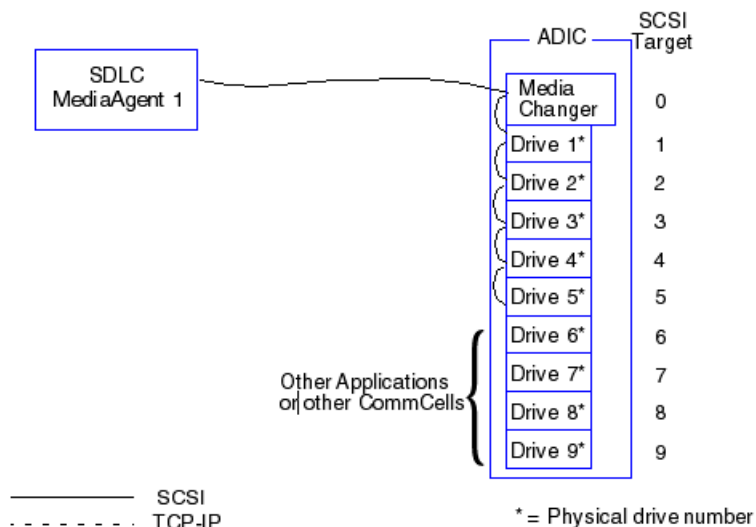 SDLC
MediaAgent 1
ADIC
SCSI
Target
Media
Changer
0
Drive 1*
1
Drive 2*
2
Drive 3*
3
Drive 4*
4
Drive 5*
5
Drive 6*
6
Drive 7*
7
Drive 8*
8
Drive 9*
9
Other Applications
or other CommCells
SCSI
TCP-IP
* = Physical drive number